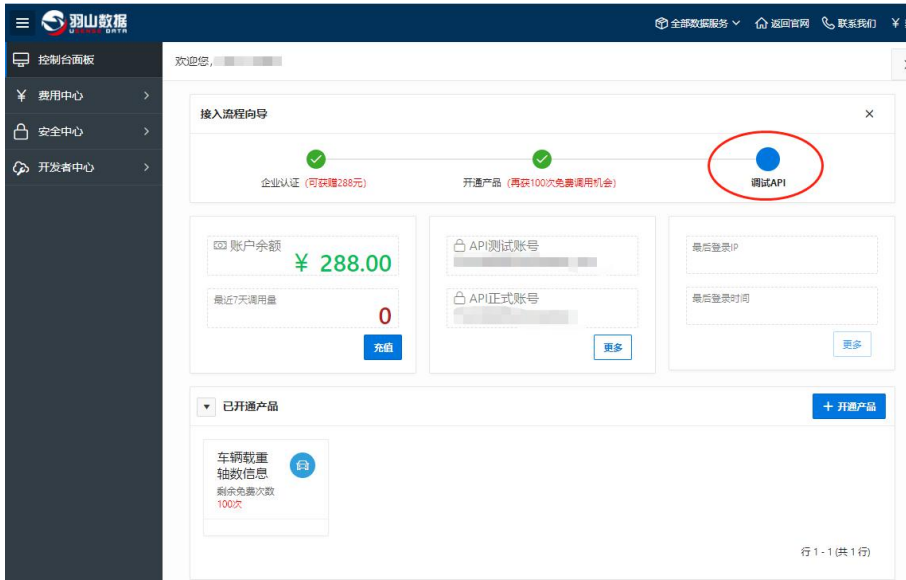 羽山数据
USENSE DATA
全部数据服务
返回官网
联系我们
¥
控制台面板
¥ 费用中心
安全中心
开发者中心
欢迎您,
接入流程向导
×
企业认证 (可获赠288元)
开通产品 (再获100次免费调用机会)
调试API
账户余额
¥ 288.00
最近7天调用量
0
充值
API测试账号
API正式账号
更多
最后登录IP
最后登录时间
更多
已开通产品
+ 开通产品
车辆载重
轴数信息
剩余免费次数
100次
行 1 - 1 (共 1 行)